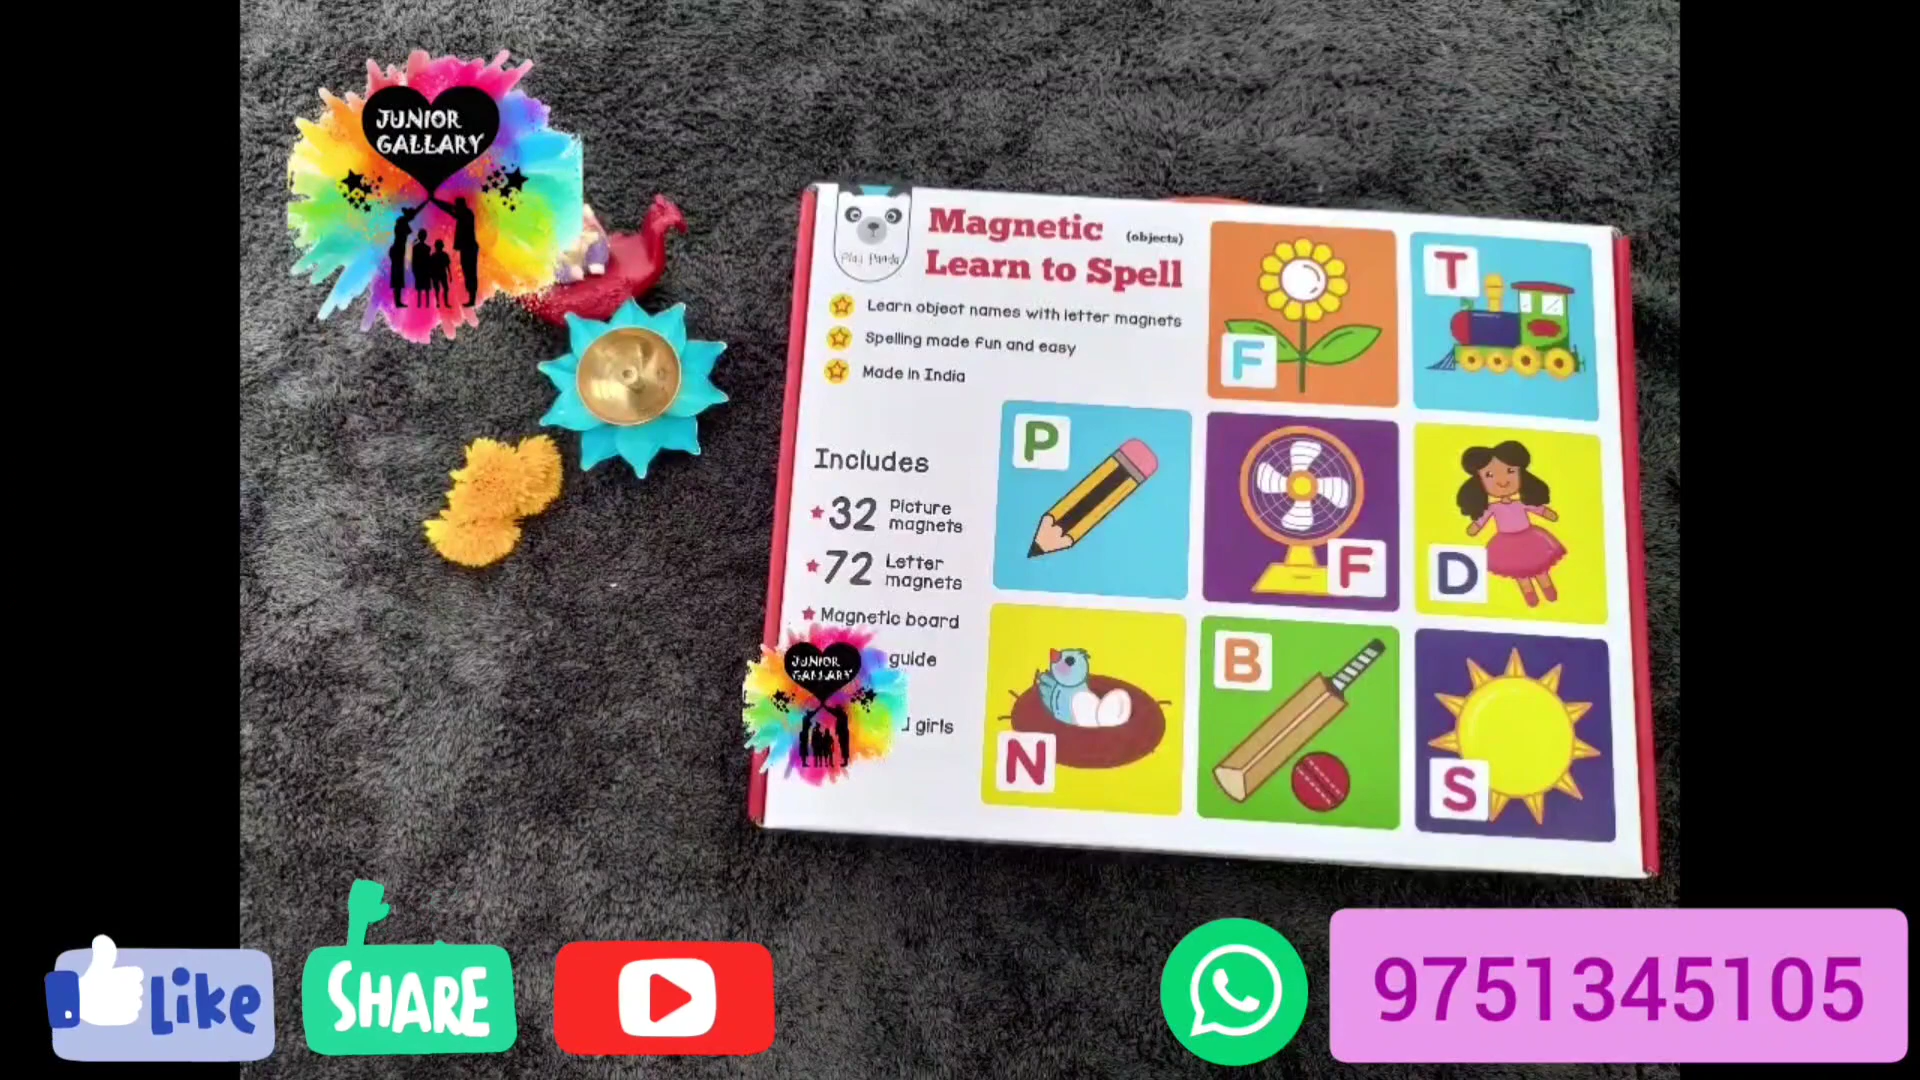 JUNIOR
GALLARY
Play Panda
Magnetic (objects)
Learn to Spell
Learn object names with letter magnets
Spelling made fun and easy
Made in India
Includes
32 Picture magnets
72 Letter magnets
Magnetic board
guide
girls
F
T
P
F
D
N
B
S
JUNIOR
GALLARY
Like
SHARE
9751345105